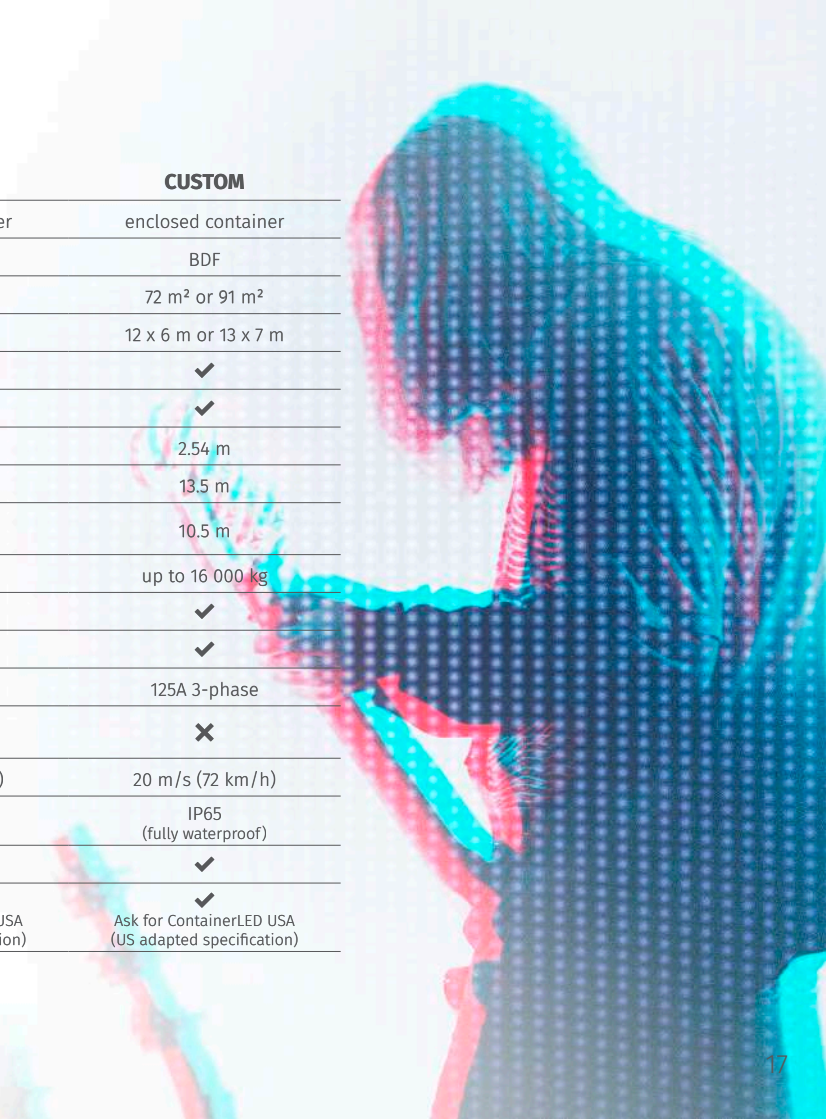 CUSTOM
er enclosed container
BDF
72 m² or 91 m²
12 x 6 m or 13 x 7 m
✔
✔
2.54 m
13.5 m
10.5 m
up to 16 000 kg
✔
✔
125A 3-phase
✖
) 20 m/s (72 km/h)
IP65
(fully waterproof)
✔
✔
USA Ask for ContainerLED USA
ion) (US adapted specification)
17